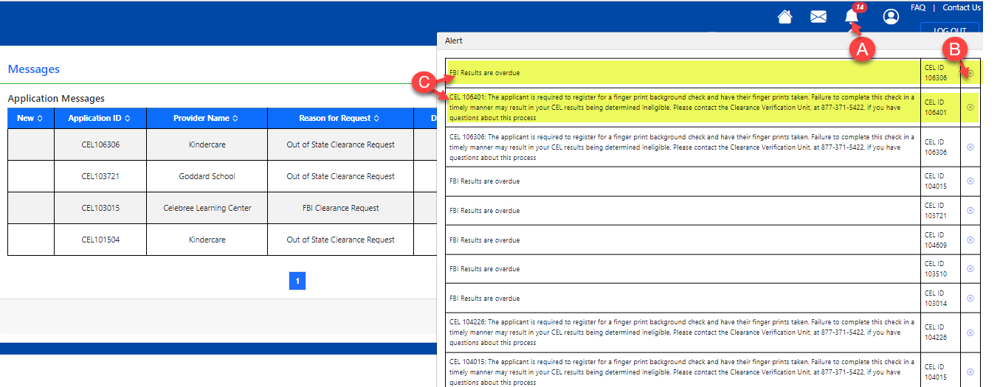 14
FAQ | Contact Us
LOG OUT
A
B
C
Alert
Messages
Application Messages
New Application ID Provider Name Reason for Request D
CEL106306 Kindercare Out of State Clearance Request
CEL103721 Goddard School Out of State Clearance Request
CEL103015 Celebree Learning Center FBI Clearance Request
CEL101504 Kindercare Out of State Clearance Request
1
FBI Results are overdue
CEL ID
106306
CEL 106401: The applicant is required to register for a finger print background check and have their finger prints taken. Failure to complete this check in a
timely manner may result in your CEL results being determined Ineligible. Please contact the Clearance Verification Unit, at 877-371-5422, if you have
questions about this process
CEL ID
106401
CEL 106306: The applicant is required to register for a finger print background check and have their finger prints taken. Failure to complete this check in a
timely manner may result in your CEL results being determined Ineligible. Please contact the Clearance Verification Unit, at 877-371-5422, if you have
questions about this process
CEL ID
106306
FBI Results are overdue
CEL ID
104015
FBI Results are overdue
CEL ID
103721
FBI Results are overdue
CEL ID
104609
FBI Results are overdue
CEL ID
103510
FBI Results are overdue
CEL ID
103014
CEL 104226: The applicant is required to register for a finger print background check and have their finger prints taken. Failure to complete this check in a
timely manner may result in your CEL results being determined Ineligible. Please contact the Clearance Verification Unit, at 877-371-5422, if you have
questions about this process
CEL ID
104226
CEL 104015: The applicant is required to register for a finger print background check and have their finger prints taken. Failure to complete this check in a
timely manner may result in your CEL results being determined Ineligible. Please contact the Clearance Verification Unit, at 877-371-5422, if you have
questions about this process
CEL ID
104015